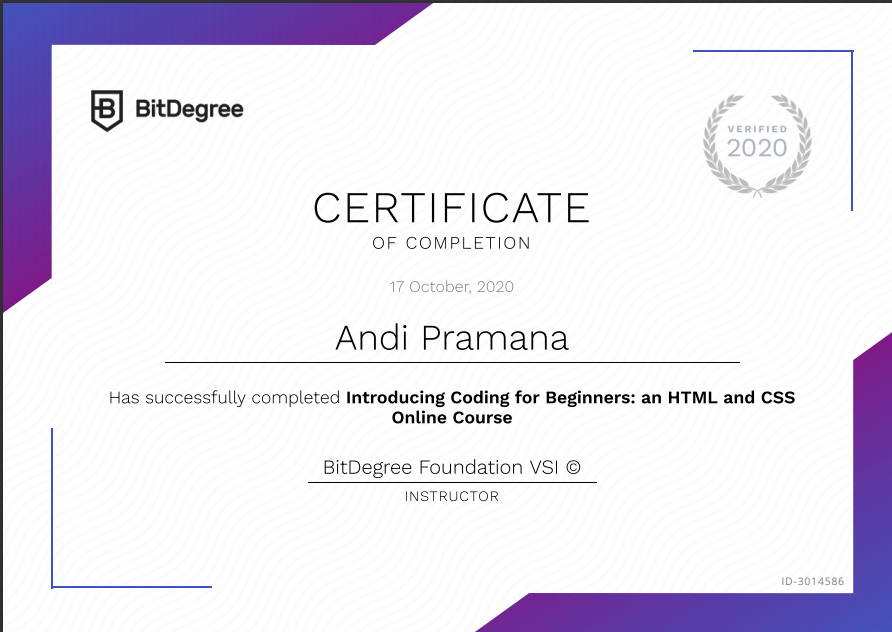 BitDegree
VERIFIED
2020
CERTIFICATE
OF COMPLETION
17 October, 2020
Andi Pramana
Has successfully completed Introducing Coding for Beginners: an HTML and CSS
Online Course
BitDegree Foundation VSI ©
INSTRUCTOR
ID-3014586